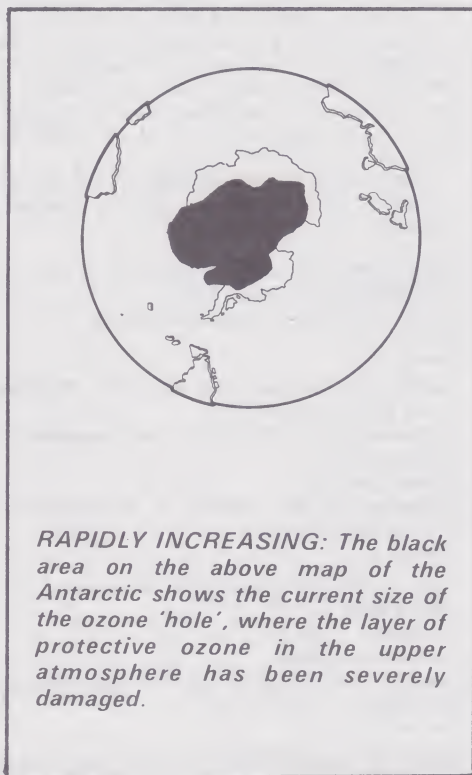 RAPIDLY INCREASING: The black
area on the above map of the
Antarctic shows the current size of
the ozone 'hole', where the layer of
protective ozone in the upper
atmosphere has been severely
damaged.